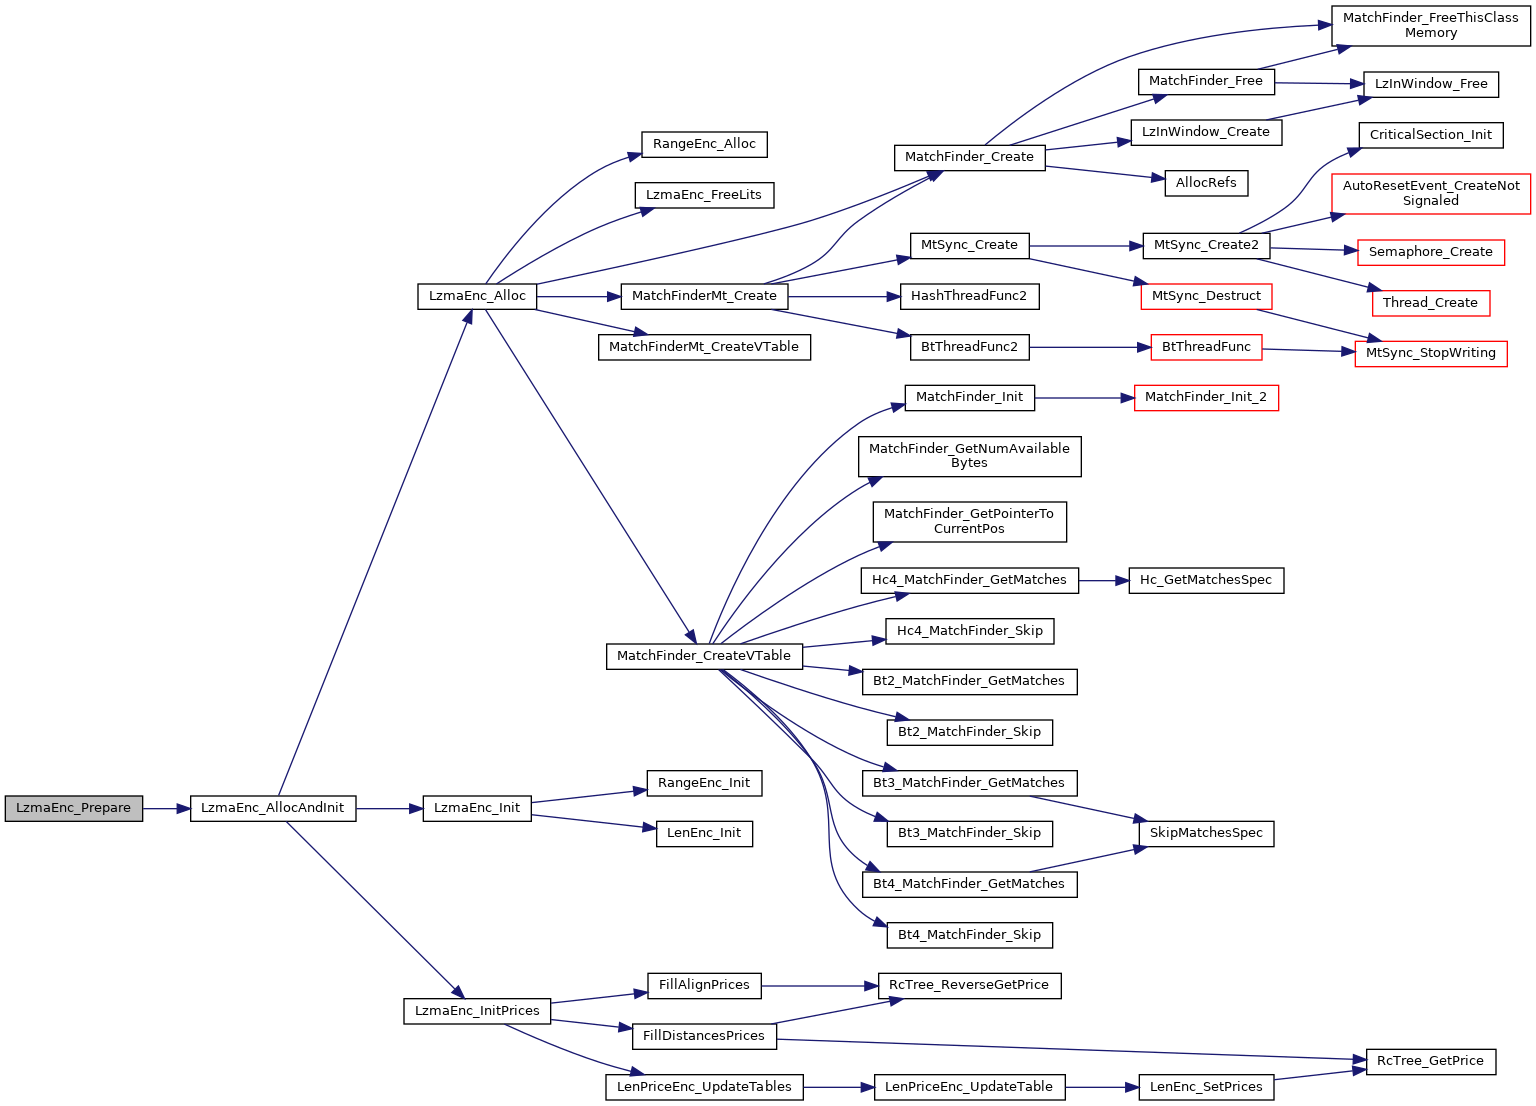 MatchFinder_FreeThisClass
Memory
MatchFinder_Free
LzInWindow_Free
LzInWindow_Create
CriticalSection_Init
RangeEnc_Alloc
MatchFinder_Create
AllocRefs
AutoResetEvent_CreateNot
Signaled
LzmaEnc_FreeLits
MtSync_Create
MtSync_Create2
Semaphore_Create
LzmaEnc_Alloc
MatchFinderMt_Create
HashThreadFunc2
MtSync_Destruct
Thread_Create
MatchFinderMt_CreateVTable
BtThreadFunc2
BtThreadFunc
MtSync_StopWriting
MatchFinder_Init
MatchFinder_Init_2
MatchFinder_GetNumAvailable
Bytes
MatchFinder_GetPointerTo
CurrentPos
Hc4_MatchFinder_GetMatches
Hc_GetMatchesSpec
Hc4_MatchFinder_Skip
MatchFinder_CreateVTable
Bt2_MatchFinder_GetMatches
Bt2_MatchFinder_Skip
Bt3_MatchFinder_GetMatches
RangeEnc_Init
LzmaEnc_Prepare
LzmaEnc_AllocAndInit
LzmaEnc_Init
LenEnc_Init
Bt3_MatchFinder_Skip
SkipMatchesSpec
Bt4_MatchFinder_GetMatches
Bt4_MatchFinder_Skip
FillAlignPrices
RcTree_ReverseGetPrice
LzmaEnc_InitPrices
FillDistancesPrices
RcTree_GetPrice
LenPriceEnc_UpdateTables
LenPriceEnc_UpdateTable
LenEnc_SetPrices